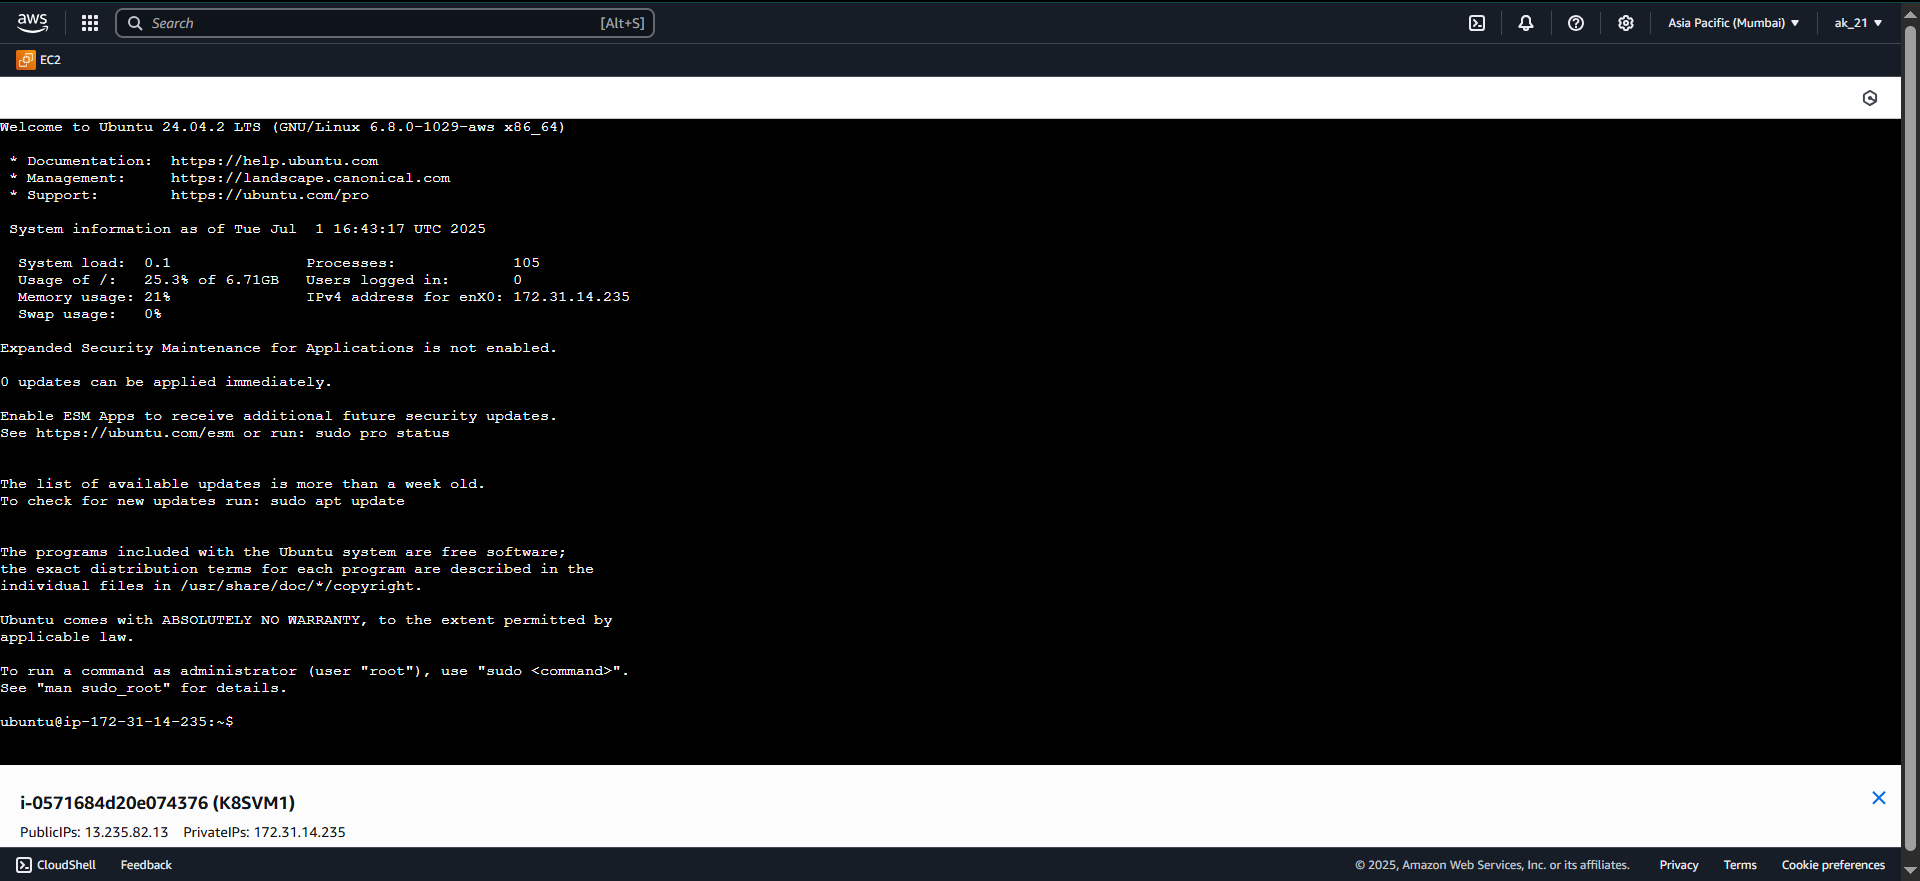 aws
Search [Alt+S]
Asia Pacific (Mumbai) ▼ ak_21 ▼
EC2
Welcome to Ubuntu 24.04.2 LTS (GNU/Linux 6.8.0-1029-aws x86_64)
* Documentation: https://help.ubuntu.com
* Management: https://landscape.canonical.com
* Support: https://ubuntu.com/pro
System information as of Tue Jul 1 16:43:17 UTC 2025
System load: 0.1 Processes: 105
Usage of /: 25.3% of 6.71GB Users logged in: 0
Memory usage: 21% IPv4 address for enX0: 172.31.14.235
Swap usage: 0%
Expanded Security Maintenance for Applications is not enabled.
0 updates can be applied immediately.
Enable ESM Apps to receive additional future security updates.
See https://ubuntu.com/esm or run: sudo pro status
The list of available updates is more than a week old.
To check for new updates run: sudo apt update
The programs included with the Ubuntu system are free software;
the exact distribution terms for each program are described in the
individual files in /usr/share/doc/*/copyright.
Ubuntu comes with ABSOLUTELY NO WARRANTY, to the extent permitted by
applicable law.
To run a command as administrator (user "root"), use "sudo <command>".
See "man sudo_root" for details.
ubuntu@ip-172-31-14-235:~$
i-0571684d20e074376 (K8SVM1)
PublicIPs: 13.235.82.13 PrivateIPs: 172.31.14.235
CloudShell Feedback © 2025, Amazon Web Services, Inc. or its affiliates. Privacy Terms Cookie preferences